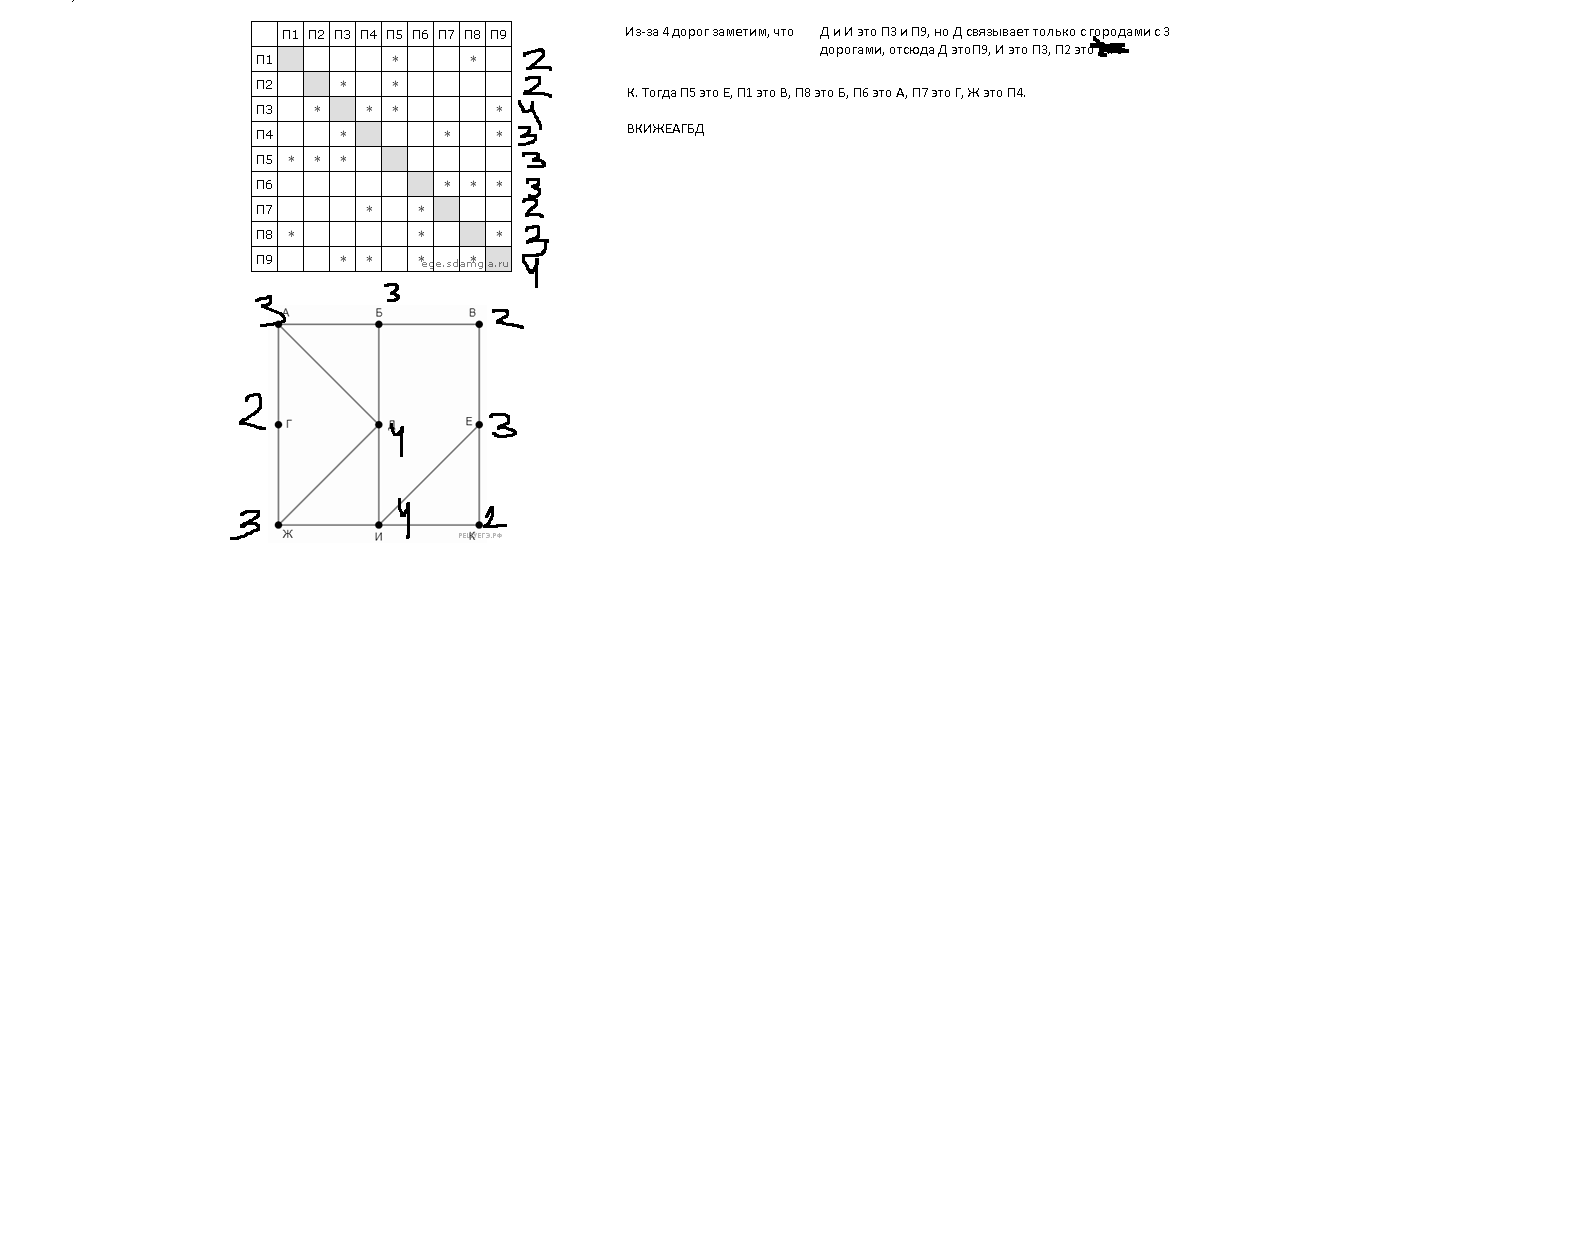 П1 П2 П3 П4 П5 П6 П7 П8 П9
П1 * * 2
П2 * * 2
П3 * * * * 4
П4 * * * 3
П5 * * * 3
П6 * * * 3
П7 * * 2
П8 * * *
П9 * * * * 4
ege.sdamgia.ru
Из-за 4 дорог заметим, что
Д и И это П3 и П9, но Д связывает только с городами с 3
дорогами, отсюда Д этоП9, И это П3, П2 это
К. Тогда П5 это Е, П1 это В, П8 это Б, П6 это А, П7 это Г, Ж это П4.
ВКИЖЕАГБД
3
3 А Б В 2
2 Г 4 Е 3
3 Ж И 4 К
РЕШУЕГЭ.РФ